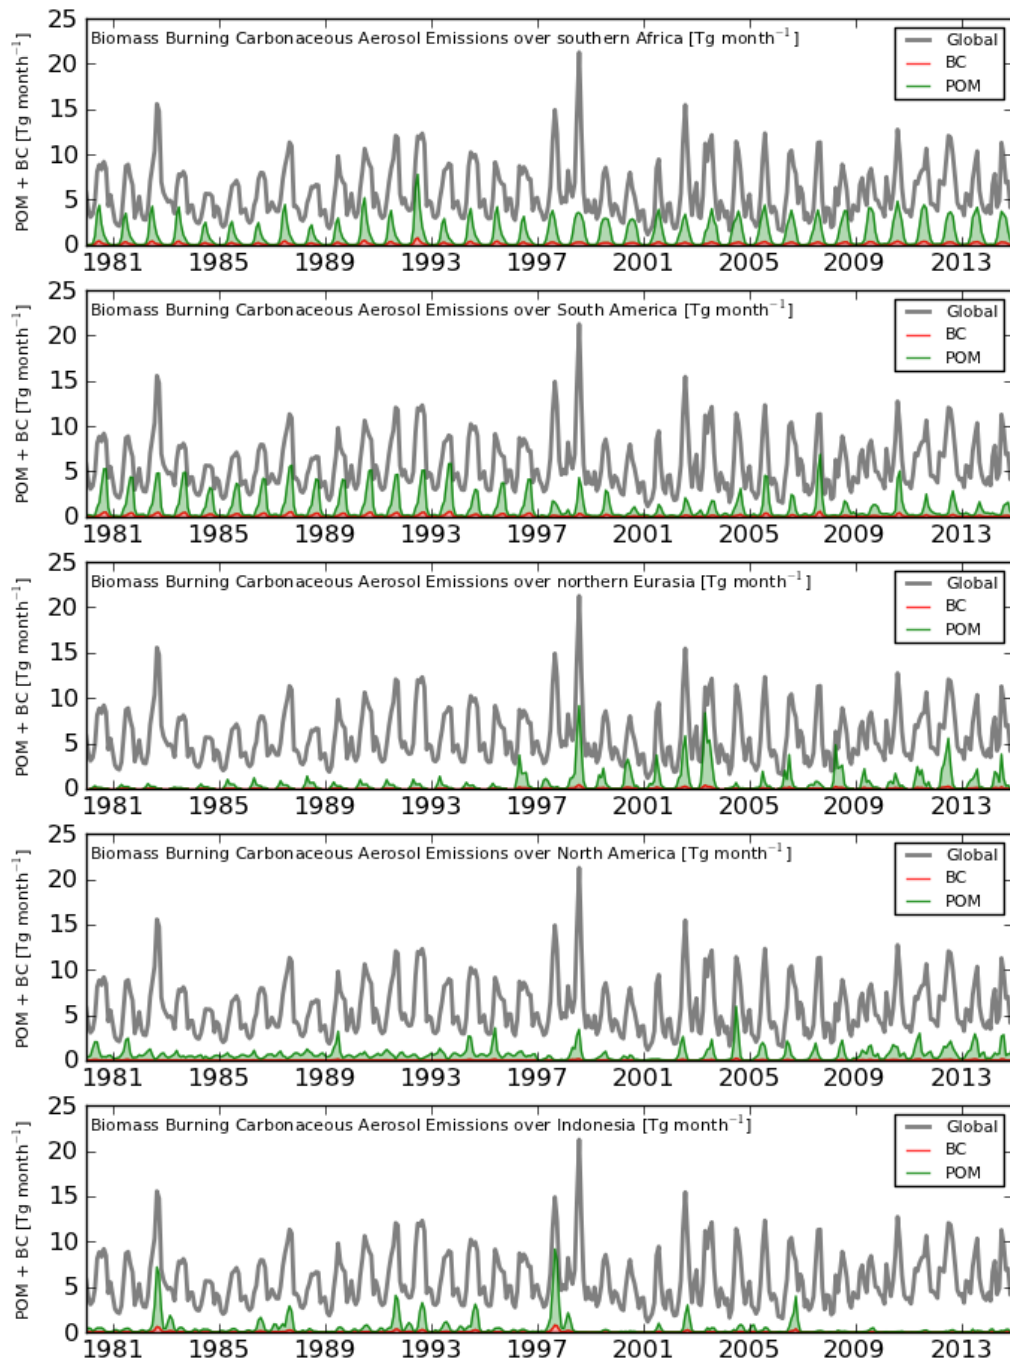 Biomass Burning Carbonaceous Aerosol Emissions over southern Africa [Tg month⁻¹]
POM + BC [Tg month⁻¹]
25
20
15
10
5
0
Global
BC
POM
1981 1985 1989 1993 1997 2001 2005 2009 2013
Biomass Burning Carbonaceous Aerosol Emissions over South America [Tg month⁻¹]
POM + BC [Tg month⁻¹]
25
20
15
10
5
0
Global
BC
POM
1981 1985 1989 1993 1997 2001 2005 2009 2013
Biomass Burning Carbonaceous Aerosol Emissions over northern Eurasia [Tg month⁻¹]
POM + BC [Tg month⁻¹]
25
20
15
10
5
0
Global
BC
POM
1981 1985 1989 1993 1997 2001 2005 2009 2013
Biomass Burning Carbonaceous Aerosol Emissions over North America [Tg month⁻¹]
POM + BC [Tg month⁻¹]
25
20
15
10
5
0
Global
BC
POM
1981 1985 1989 1993 1997 2001 2005 2009 2013
Biomass Burning Carbonaceous Aerosol Emissions over Indonesia [Tg month⁻¹]
POM + BC [Tg month⁻¹]
25
20
15
10
5
0
Global
BC
POM
1981 1985 1989 1993 1997 2001 2005 2009 2013